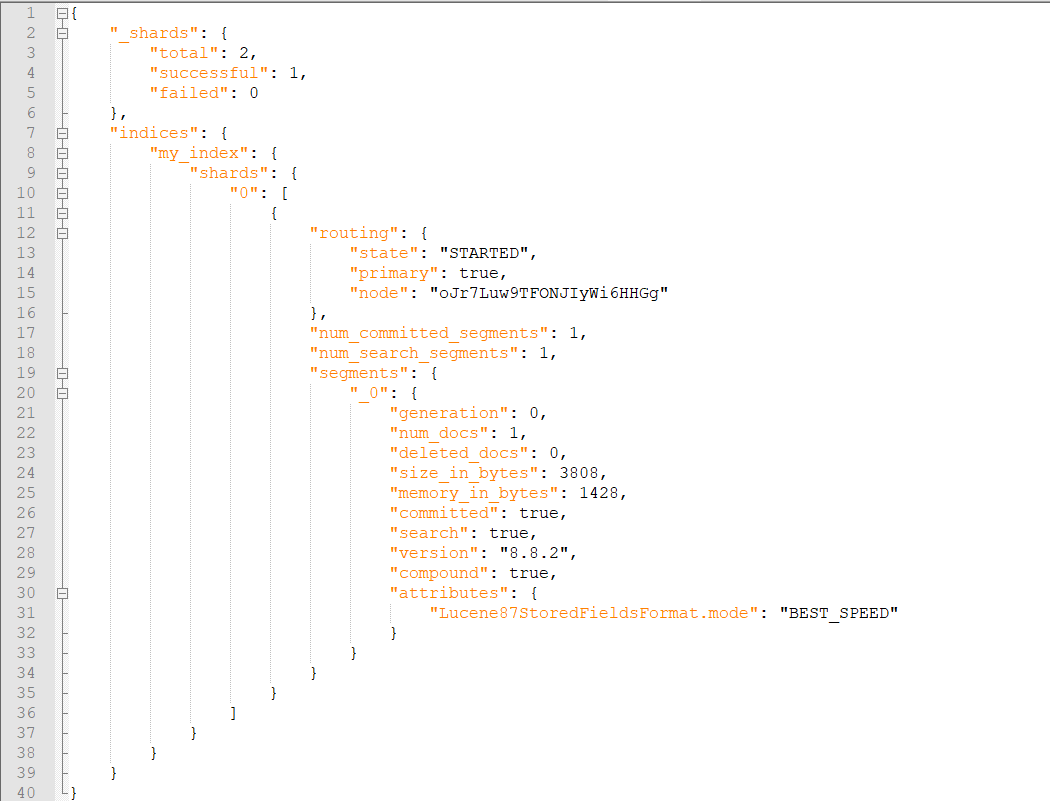 1 {
2 "_shards": {
3 "total": 2,
4 "successful": 1,
5 "failed": 0
6 },
7 "indices": {
8 "my_index": {
9 "shards": {
10 "0": [
11 {
12 "routing": {
13 "state": "STARTED",
14 "primary": true,
15 "node": "oJr7Luw9TFONJIyWi6HHGg"
16 },
17 "num_committed_segments": 1,
18 "num_search_segments": 1,
19 "segments": {
20 "_0": {
21 "generation": 0,
22 "num_docs": 1,
23 "deleted_docs": 0,
24 "size_in_bytes": 3808,
25 "memory_in_bytes": 1428,
26 "committed": true,
27 "search": true,
28 "version": "8.8.2",
29 "compound": true,
30 "attributes": {
31 "Lucene87StoredFieldsFormat.mode": "BEST_SPEED"
32 }
33 }
34 }
35 }
36 ]
37 }
38 }
39 }
40 }